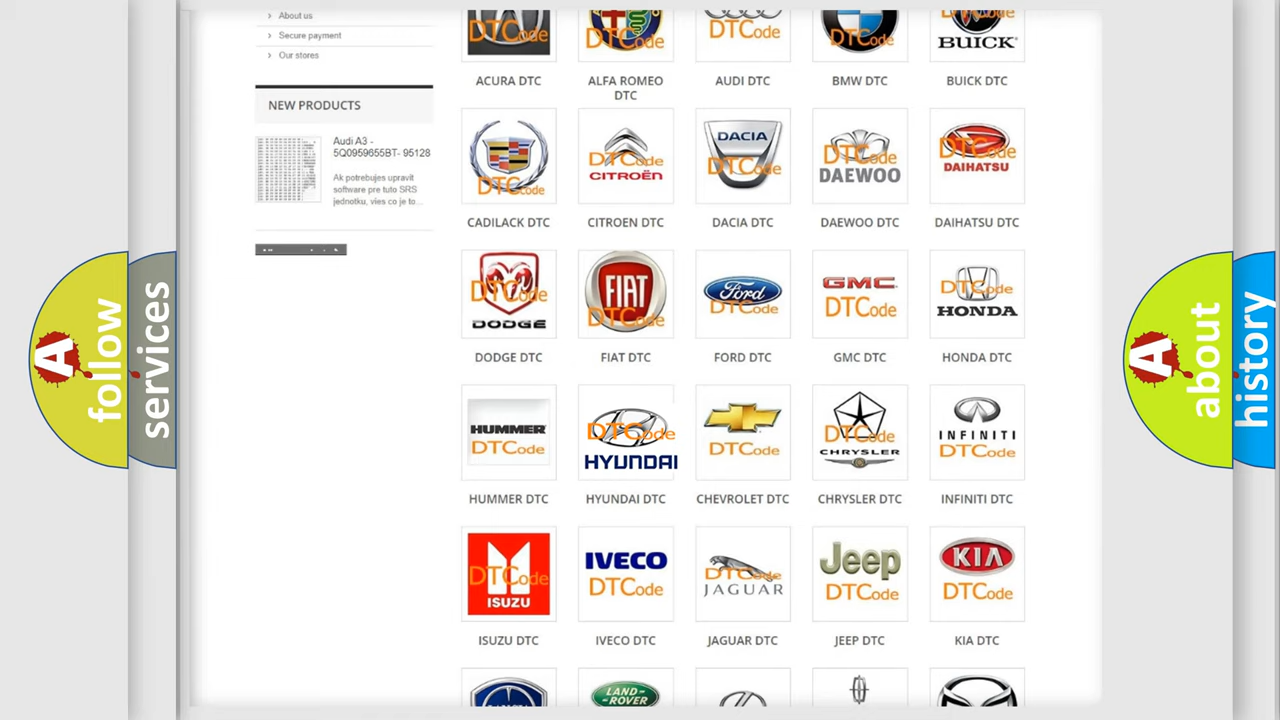 About us
Secure payment
Our stores
NEW PRODUCTS
Audi A3 -
5Q0959655BT- 95128
Ak potrebujes upravit
software pre tuto SRS
jednotku, vies co je to...
DTCode
DTCode
DTCode
DTCode
DTCode
BUICK
ACURA DTC
ALFA ROMEO
DTC
AUDI DTC
BMW DTC
BUICK DTC
DTCode
DTCode
CITROËN
DACIA
DTCode
DTCode
DAEWOO
DTCode
DAIHATSU
CADILACK DTC
CITROEN DTC
DACIA DTC
DAEWOO DTC
DAIHATSU DTC
DTCode
DODGE
FIAT
DTCode
Ford
DTCode
GMC
DTCode
DTCode
HONDA
DODGE DTC
FIAT DTC
FORD DTC
GMC DTC
HONDA DTC
HUMMER
DTCode
DTCode
HYUNDAI
DTCode
DTCode
CHRYSLER
INFINITI
DTCode
HUMMER DTC
HYUNDAI DTC
CHEVROLET DTC
CHRYSLER DTC
INFINITI DTC
DTCode
ISUZU
IVECO
DTCode
DTCode
JAGUAR
Jeep
DTCode
KIA
DTCode
ISUZU DTC
IVECO DTC
JAGUAR DTC
JEEP DTC
KIA DTC
LAND-
ROVER
A
follow
services
A
about
history